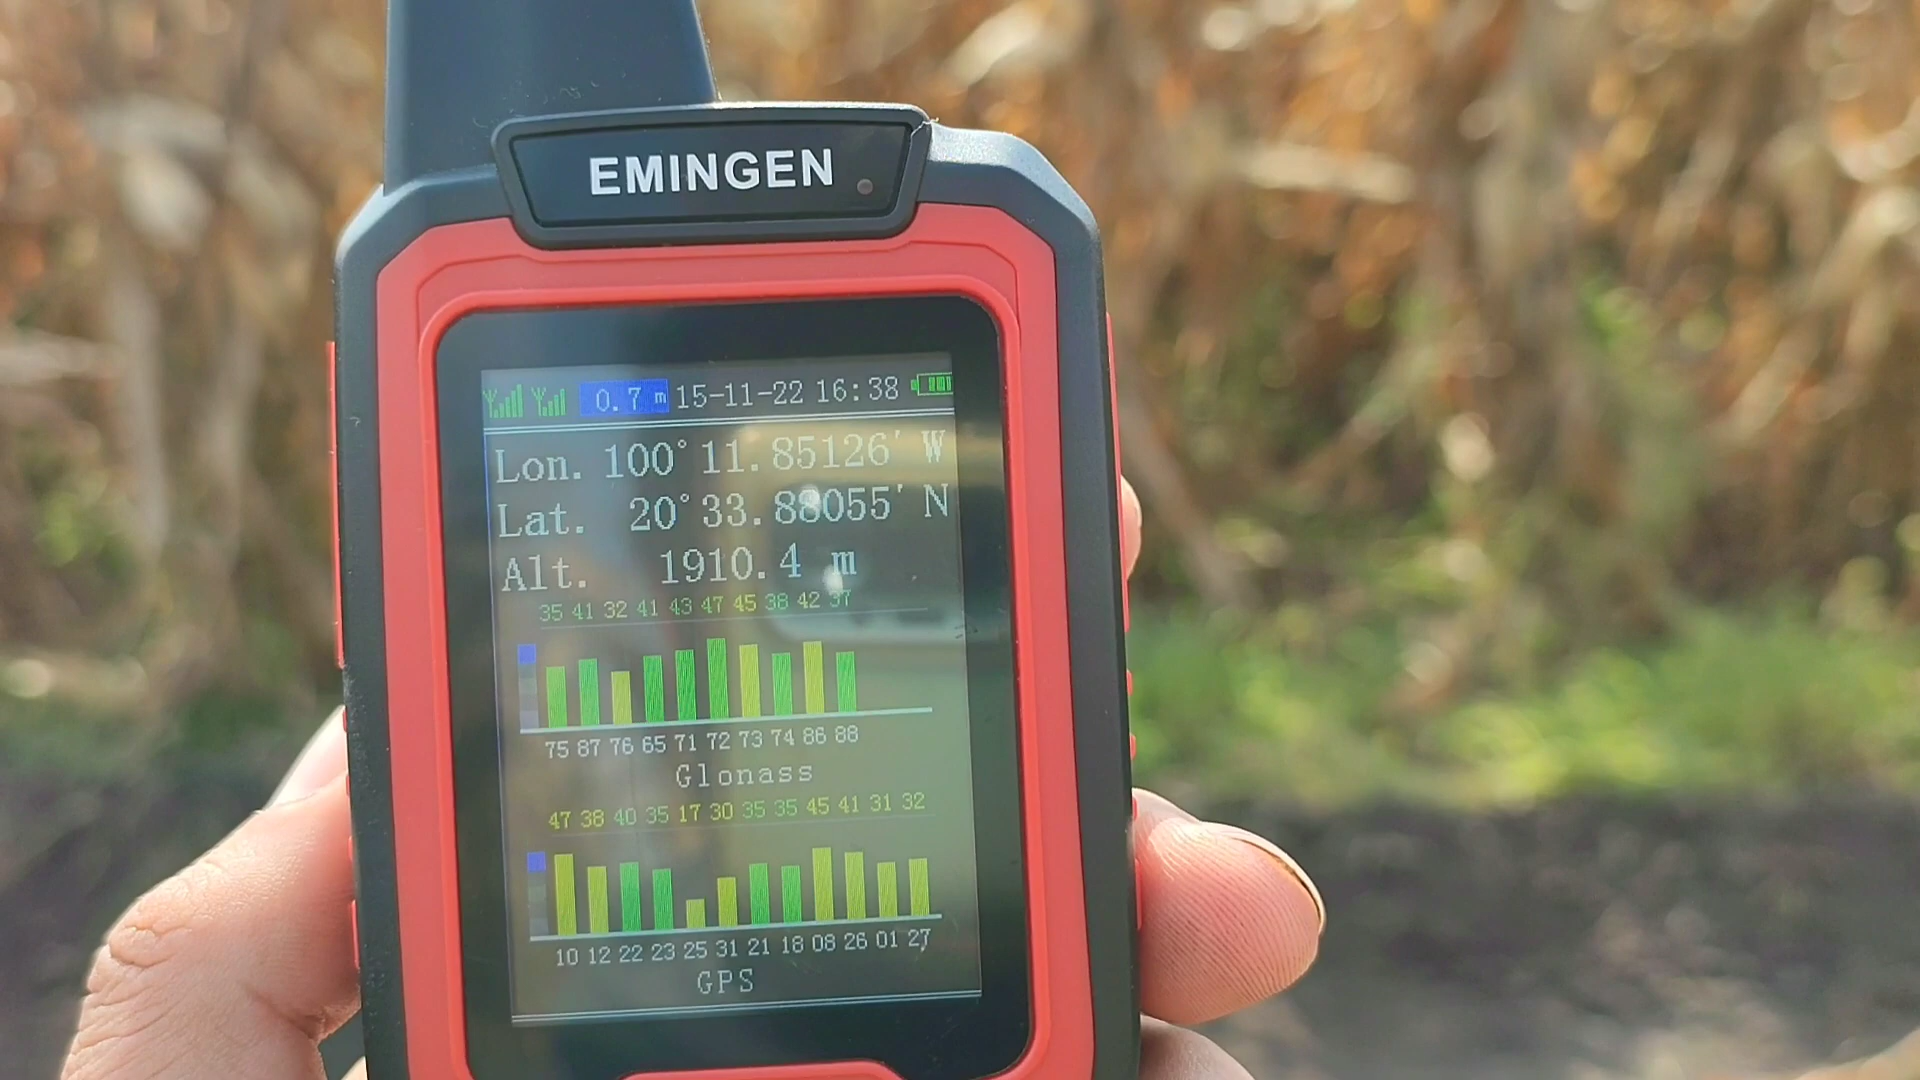 EMINGEN
0.7 m 15-11-22 16:38
Lon. 100°11.85126' W
Lat. 20°33.88055' N
Alt. 1910.4 m
35 41 32 41 43 47 45 38 42 37
75 87 76 65 71 72 73 74 86 88
Glonass
47 38 40 35 17 30 35 35 45 41 31 32
10 12 22 23 25 31 21 18 08 26 01 27
GPS